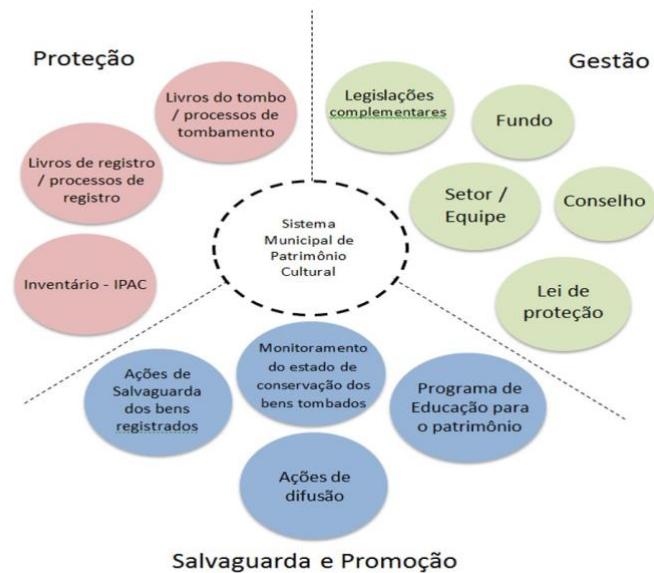 Proteção
Livros do tombo
/ processos de
tombamento
Livros de registro
/ processos de
registro
Inventário - IPAC
Gestão
Legislações
complementares
Fundo
Setor /
Equipe
Conselho
Lei de
proteção
Sistema
Municipal de
Patrimônio
Cultural
Ações de
Salvaguarda
dos bens
registrados
Monitoramento
do estado de
conservação dos
bens tombados
Programa de
Educação para
o patrimônio
Ações de
difusão
Salvaguarda e Promoção